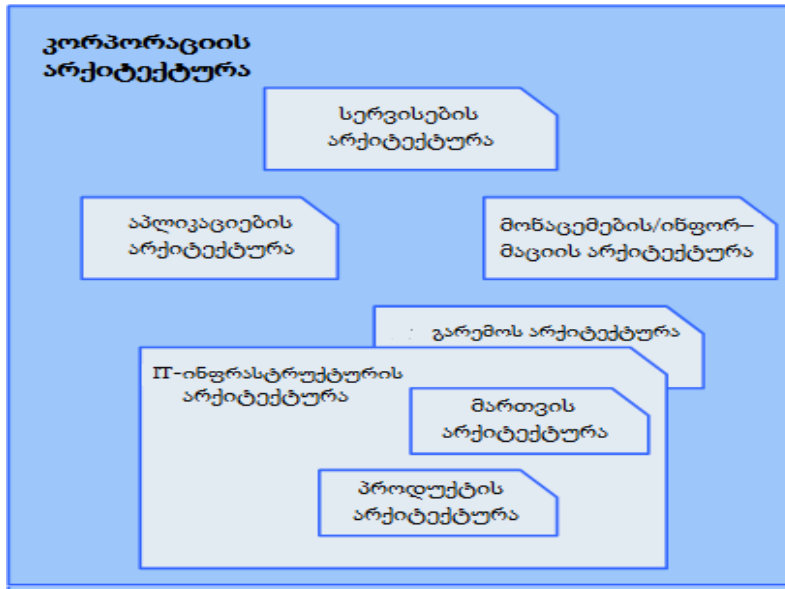 კორპორაციის
არქიტექტურა
სერვისების
არქიტექტურა
აპლიკაციების
არქიტექტურა
მონაცემების/ინფორ–
მაციის არქიტექტურა
გარემოს არქიტექტურა
IT-ინფრასტრუქტურის
არქიტექტურა
მართვის
არქიტექტურა
პროდუქტის
არქიტექტურა